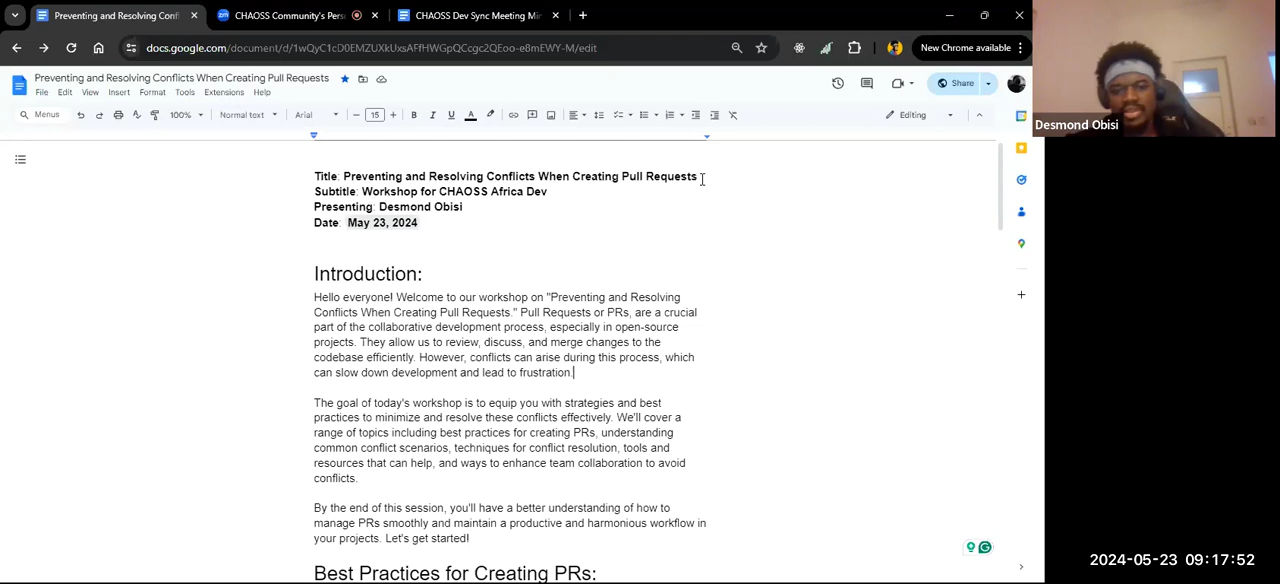 Preventing and Resolving Confl
CHAOSS Community's Pers
CHAOSS Dev Sync Meeting Min
docs.google.com/document/d/1wQyC1cD0EMZUXkUxsAFfHWGpQCcgc2QEoo-e8mEWY-M/edit
New Chrome available
Preventing and Resolving Conflicts When Creating Pull Requests
File Edit View Insert Format Tools Extensions Help
Share
Menus
100%
Normal text
Arial
15
B I U A
Editing
Title: Preventing and Resolving Conflicts When Creating Pull Requests
Subtitle: Workshop for CHAOSS Africa Dev
Presenting: Desmond Obisi
Date: May 23, 2024
Introduction:
Hello everyone! Welcome to our workshop on "Preventing and Resolving
Conflicts When Creating Pull Requests." Pull Requests or PRs, are a crucial
part of the collaborative development process, especially in open-source
projects. They allow us to review, discuss, and merge changes to the
codebase efficiently. However, conflicts can arise during this process, which
can slow down development and lead to frustration.
The goal of today's workshop is to equip you with strategies and best
practices to minimize and resolve these conflicts effectively. We'll cover a
range of topics including best practices for creating PRs, understanding
common conflict scenarios, techniques for conflict resolution, tools and
resources that can help, and ways to enhance team collaboration to avoid
conflicts.
By the end of this session, you'll have a better understanding of how to
manage PRs smoothly and maintain a productive and harmonious workflow in
your projects. Let's get started!
Best Practices for Creating PRs:
Desmond Obisi
2024-05-23 09:17:52